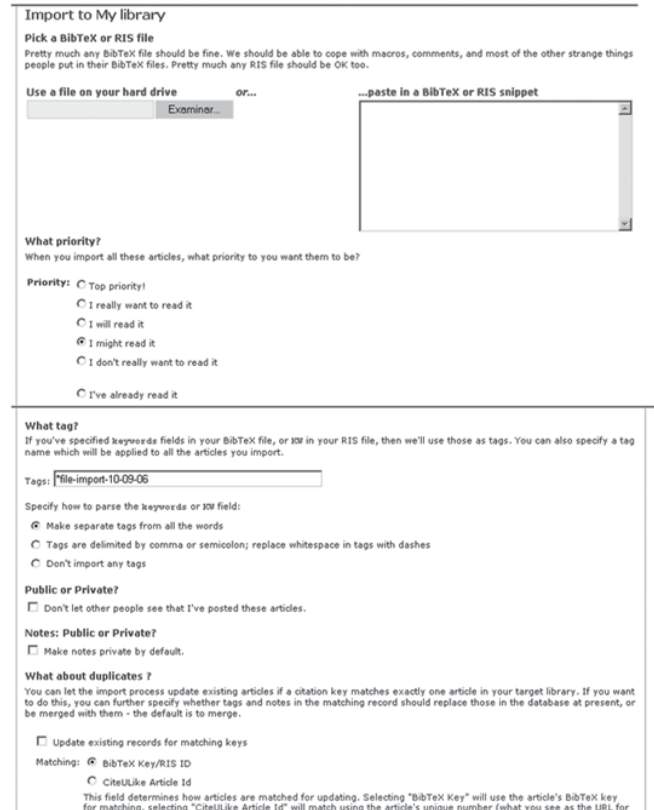 Import to My library
Pick a BibTeX or RIS file
Pretty much any BibTeX file should be fine. We should be able to cope with macros, comments, and most of the other strange things
people put in their BibTeX files. Pretty much any RIS file should be OK too.
Use a file on your hard drive or... ...paste in a BibTeX or RIS snippet
Examiner...
What priority?
When you import all these articles, what priority to you want them to be?
Priority: Top priority!
I really want to read it
I will read it
I might read it
I don't really want to read it
I've already read it
What tag?
If you've specified keywords fields in your BibTeX file, or KW in your RIS file, then we'll use those as tags. You can also specify a tag
name which will be applied to all the articles you import.
Tags: *file-import-10-09-06
Specify how to parse the keywords or KW field:
Make separate tags from all the words
Tags are delimited by comma or semicolon; replace whitespace in tags with dashes
Don't import any tags
Public or Private?
Don't let other people see that I've posted these articles.
Notes: Public or Private?
Make notes private by default.
What about duplicates ?
You can let the import process update existing articles if a citation key matches exactly one article in your target library. If you want
to do this, you can further specify whether tags and notes in the matching record should replace those in the database at present, or
be merged with them - the default is to merge.
Update existing records for matching keys
Matching: BibTeX Key/RIS ID
CiteULike Article Id
This field determines how articles are matched for updating. Selecting "BibTeX Key" will use the article's BibTeX key
for matching, selecting "CiteULike Article Id" will match using the article's unique number (what you see as the URL for